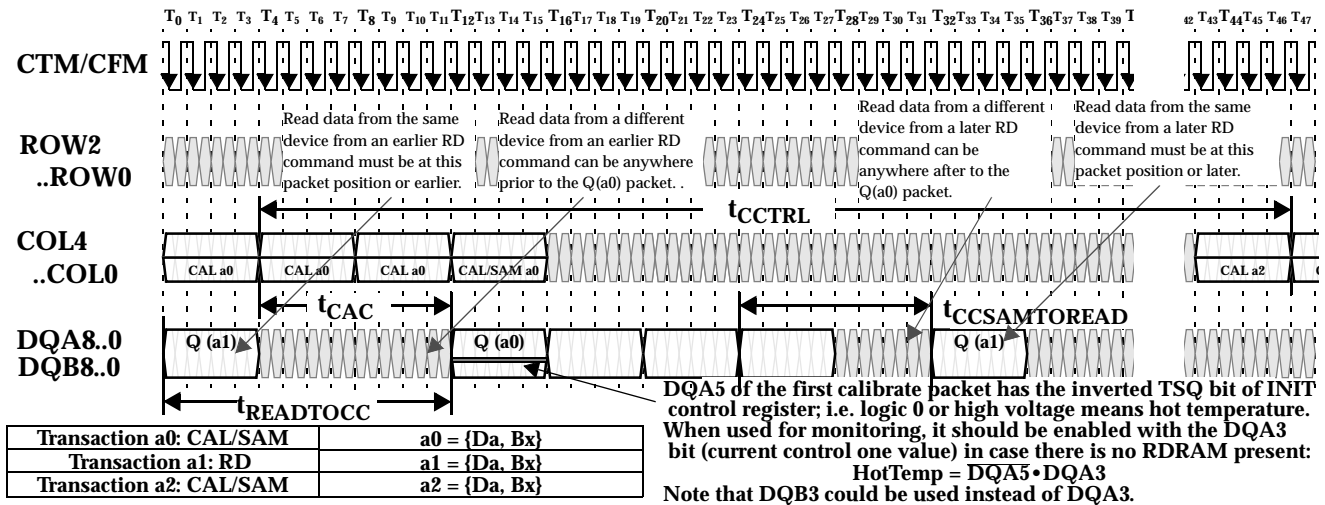 T0 T1 T2 T3 T4 T5 T6 T7 T8 T9 T10 T11 T12 T13 T14 T15 T16 T17 T18 T19 T20 T21 T22 T23 T24 T25 T26 T27 T28 T29 T30 T31 T32 T33 T34 T35 T36 T37 T38 T39 42 T43 T44 T45 T46 T47
CTM/CFM
Read data from the same
device from an earlier RD
command must be at this
packet position or earlier.
Read data from a different
device from an earlier RD
command can be anywhere
prior to the Q(a0) packet. .
Read data from a different
device from a later RD
command can be
anywhere after to the
Q(a0) packet.
Read data from the same
device from a later RD
command must be at this
packet position or later.
ROW2
..ROW0
tCCTRL
COL4
..COL0
CAL a0 CAL a0 CAL a0 CAL/SAM a0 CAL a2
tCAC
tCCSAMTOREAD
DQA8..0
DQB8..0
Q (a1) Q (a0) Q (a1)
tREADTOCC
DQA5 of the first calibrate packet has the inverted TSQ bit of INIT
control register; i.e. logic 0 or high voltage means hot temperature.
When used for monitoring, it should be enabled with the DQA3
bit (current control one value) in case there is no RDRAM present:
HotTemp = DQA5•DQA3
Note that DQB3 could be used instead of DQA3.
Transaction a0: CAL/SAM a0 = {Da, Bx}
Transaction a1: RD a1 = {Da, Bx}
Transaction a2: CAL/SAM a2 = {Da, Bx}